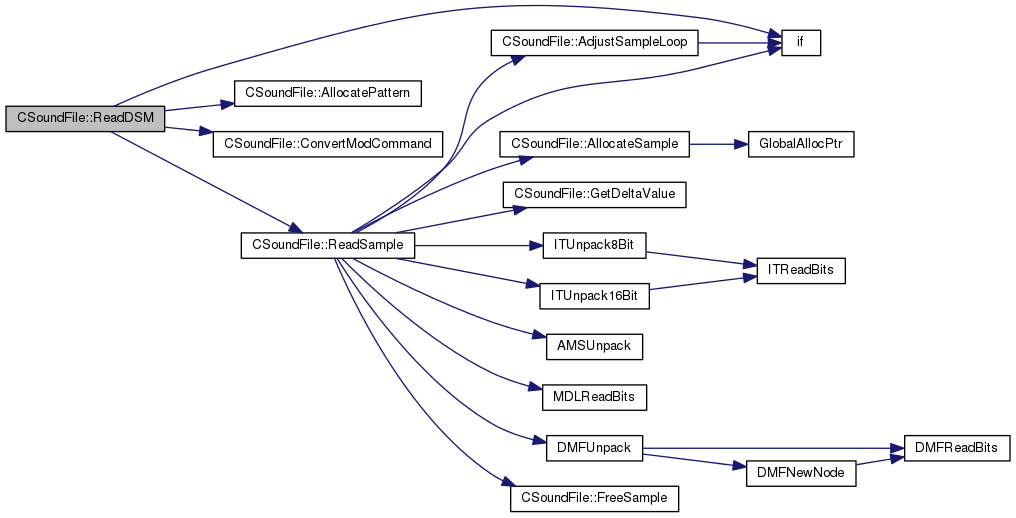 CSoundFile::AdjustSampleLoop
if
CSoundFile::AllocatePattern
CSoundFile::ReadDSM
CSoundFile::ConvertModCommand
CSoundFile::AllocateSample
GlobalAllocPtr
CSoundFile::GetDeltaValue
CSoundFile::ReadSample
ITUnpack8Bit
ITReadBits
ITUnpack16Bit
AMSUnpack
MDLReadBits
DMFUnpack
DMFReadBits
DMFNewNode
CSoundFile::FreeSample